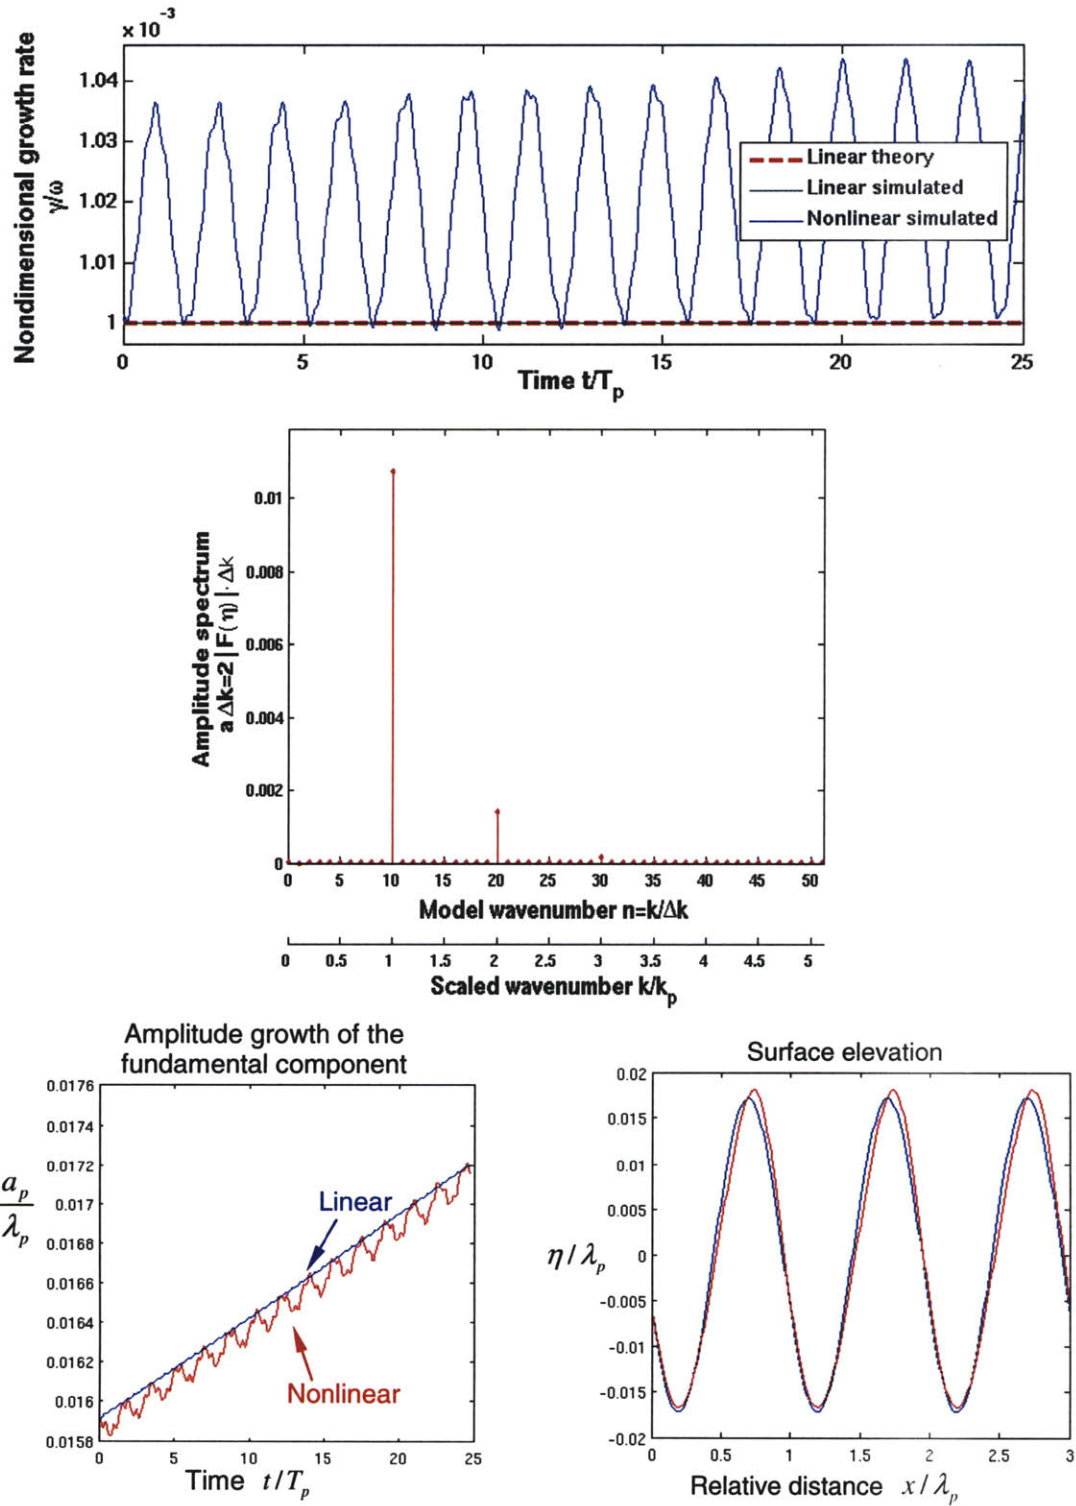 × 10⁻³
Nondimensional growth rate
γ/ω
1.04
1.03
1.02
1.01
1
Linear theory
Linear simulated
Nonlinear simulated
0 5 10 15 20 25
Time t/Tₚ
Amplitude spectrum
a Δk=2|F(η)|·Δk
0.01
0.008
0.006
0.004
0.002
0
0 5 10 15 20 25 30 35 40 45 50
Model wavenumber n=k/Δk
0 0.5 1 1.5 2 2.5 3 3.5 4 4.5 5
Scaled wavenumber k/kₚ
Amplitude growth of the
fundamental component
aₚ
λₚ
0.0176
0.0174
0.0172
0.017
0.0168
0.0166
0.0164
0.0162
0.016
0.0158
Linear
Nonlinear
0 5 10 15 20 25
Time t/Tₚ
Surface elevation
η/λₚ
0.02
0.015
0.01
0.005
0
-0.005
-0.01
-0.015
-0.02
0 0.5 1 1.5 2 2.5 3
Relative distance x/λₚ